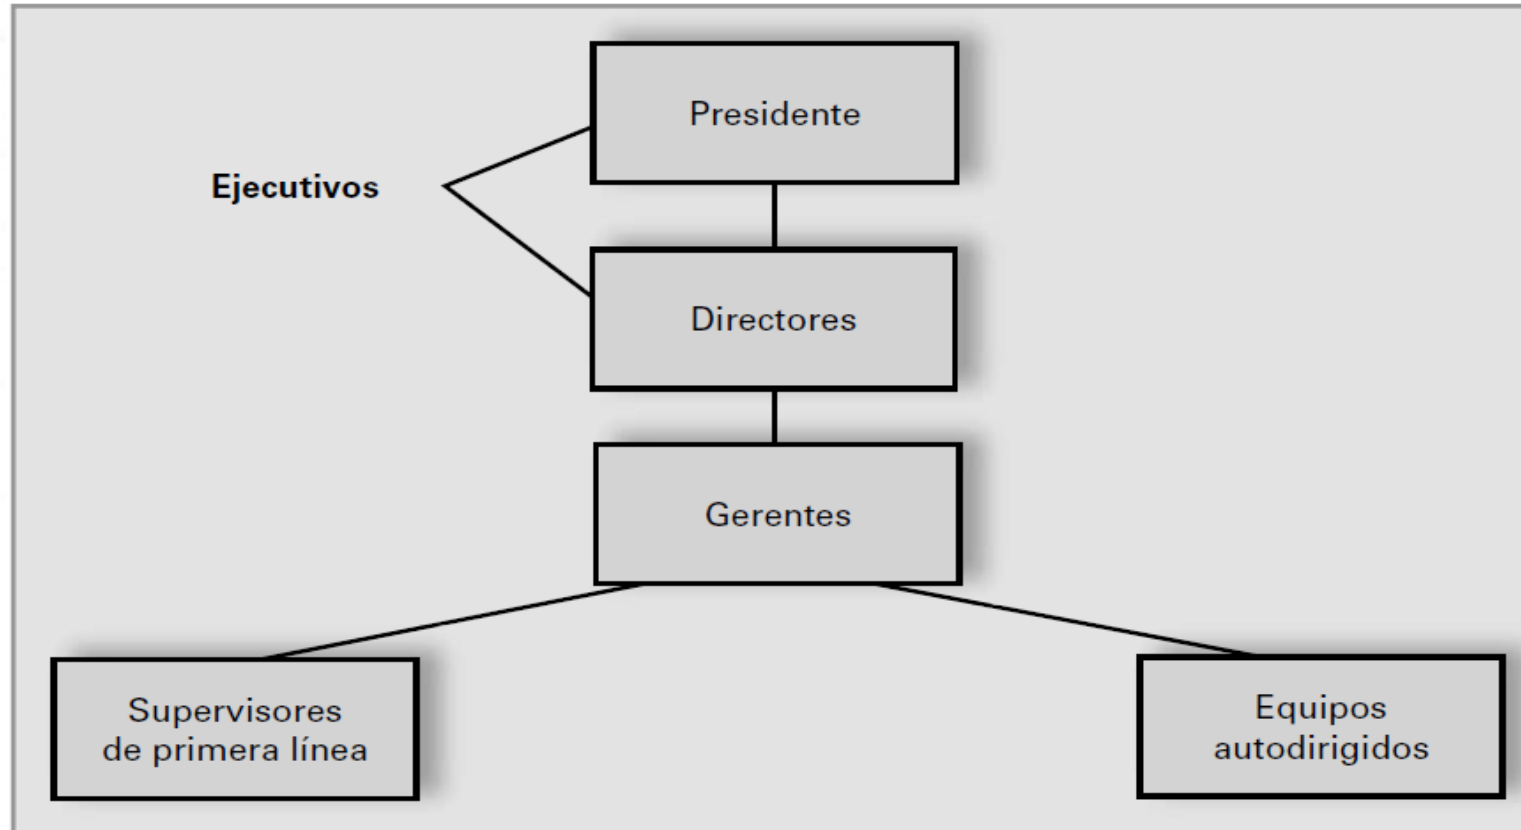 Presidente
Ejecutivos
Directores
Gerentes
Supervisores
de primera línea
Equipos
autodirigidos